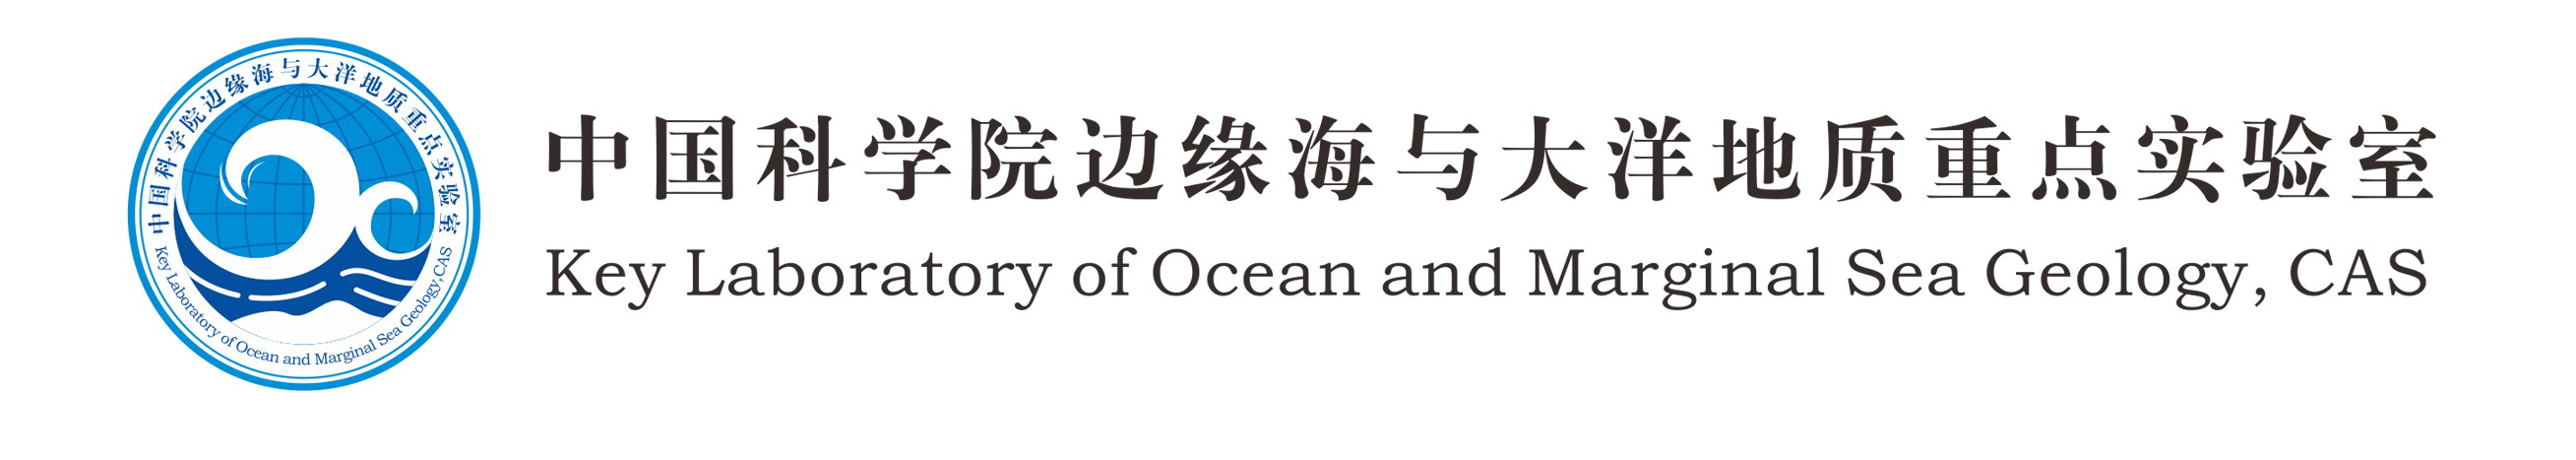 中国科学院边缘海与大洋地质重点实验室
Key Laboratory of Ocean and Marginal Sea Geology,CAS
中国科学院边缘海与大洋地质重点实验室
Key Laboratory of Ocean and Marginal Sea Geology, CAS